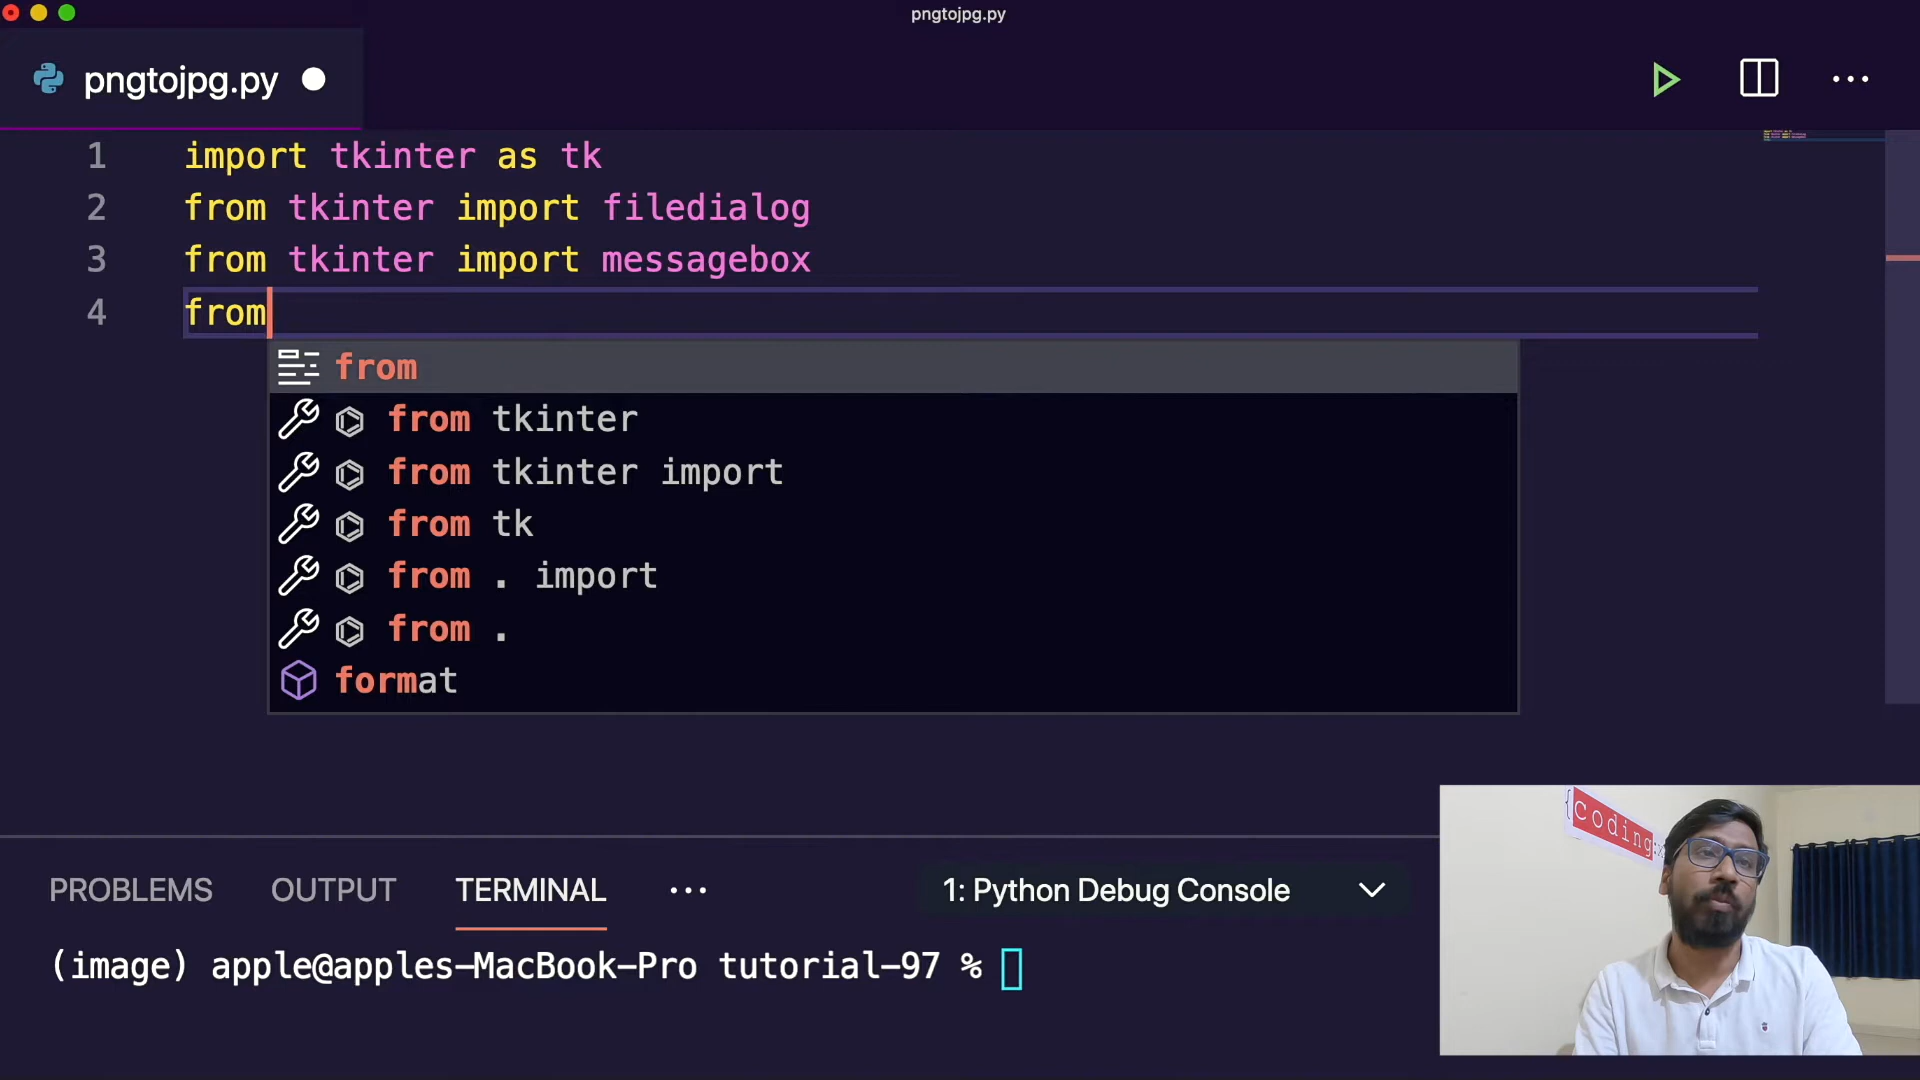 pngtojpg.py
pngtojpg.py
1 import tkinter as tk
2 from tkinter import filedialog
3 from tkinter import messagebox
4 from
from
from tkinter
from tkinter import
from tk
from . import
from .
format
PROBLEMS OUTPUT TERMINAL ... 1: Python Debug Console
{Coding
(image) apple@apples-MacBook-Pro tutorial-97 %